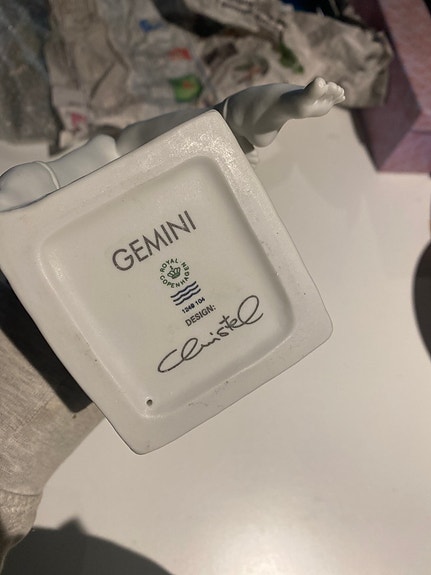 GEMINI
ROYAL
COPENHAGEN
1249 104
DESIGN:
Christel